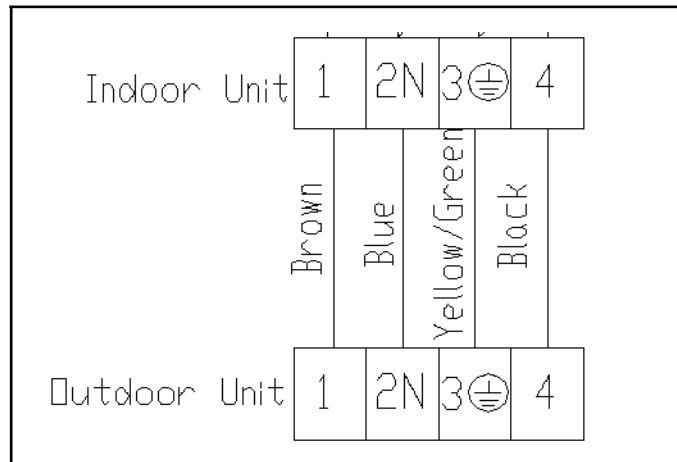 Indoor Unit 1 2N 3⏚ 4
Brown Blue Yellow/Green Black
Outdoor Unit 1 2N 3⏚ 4